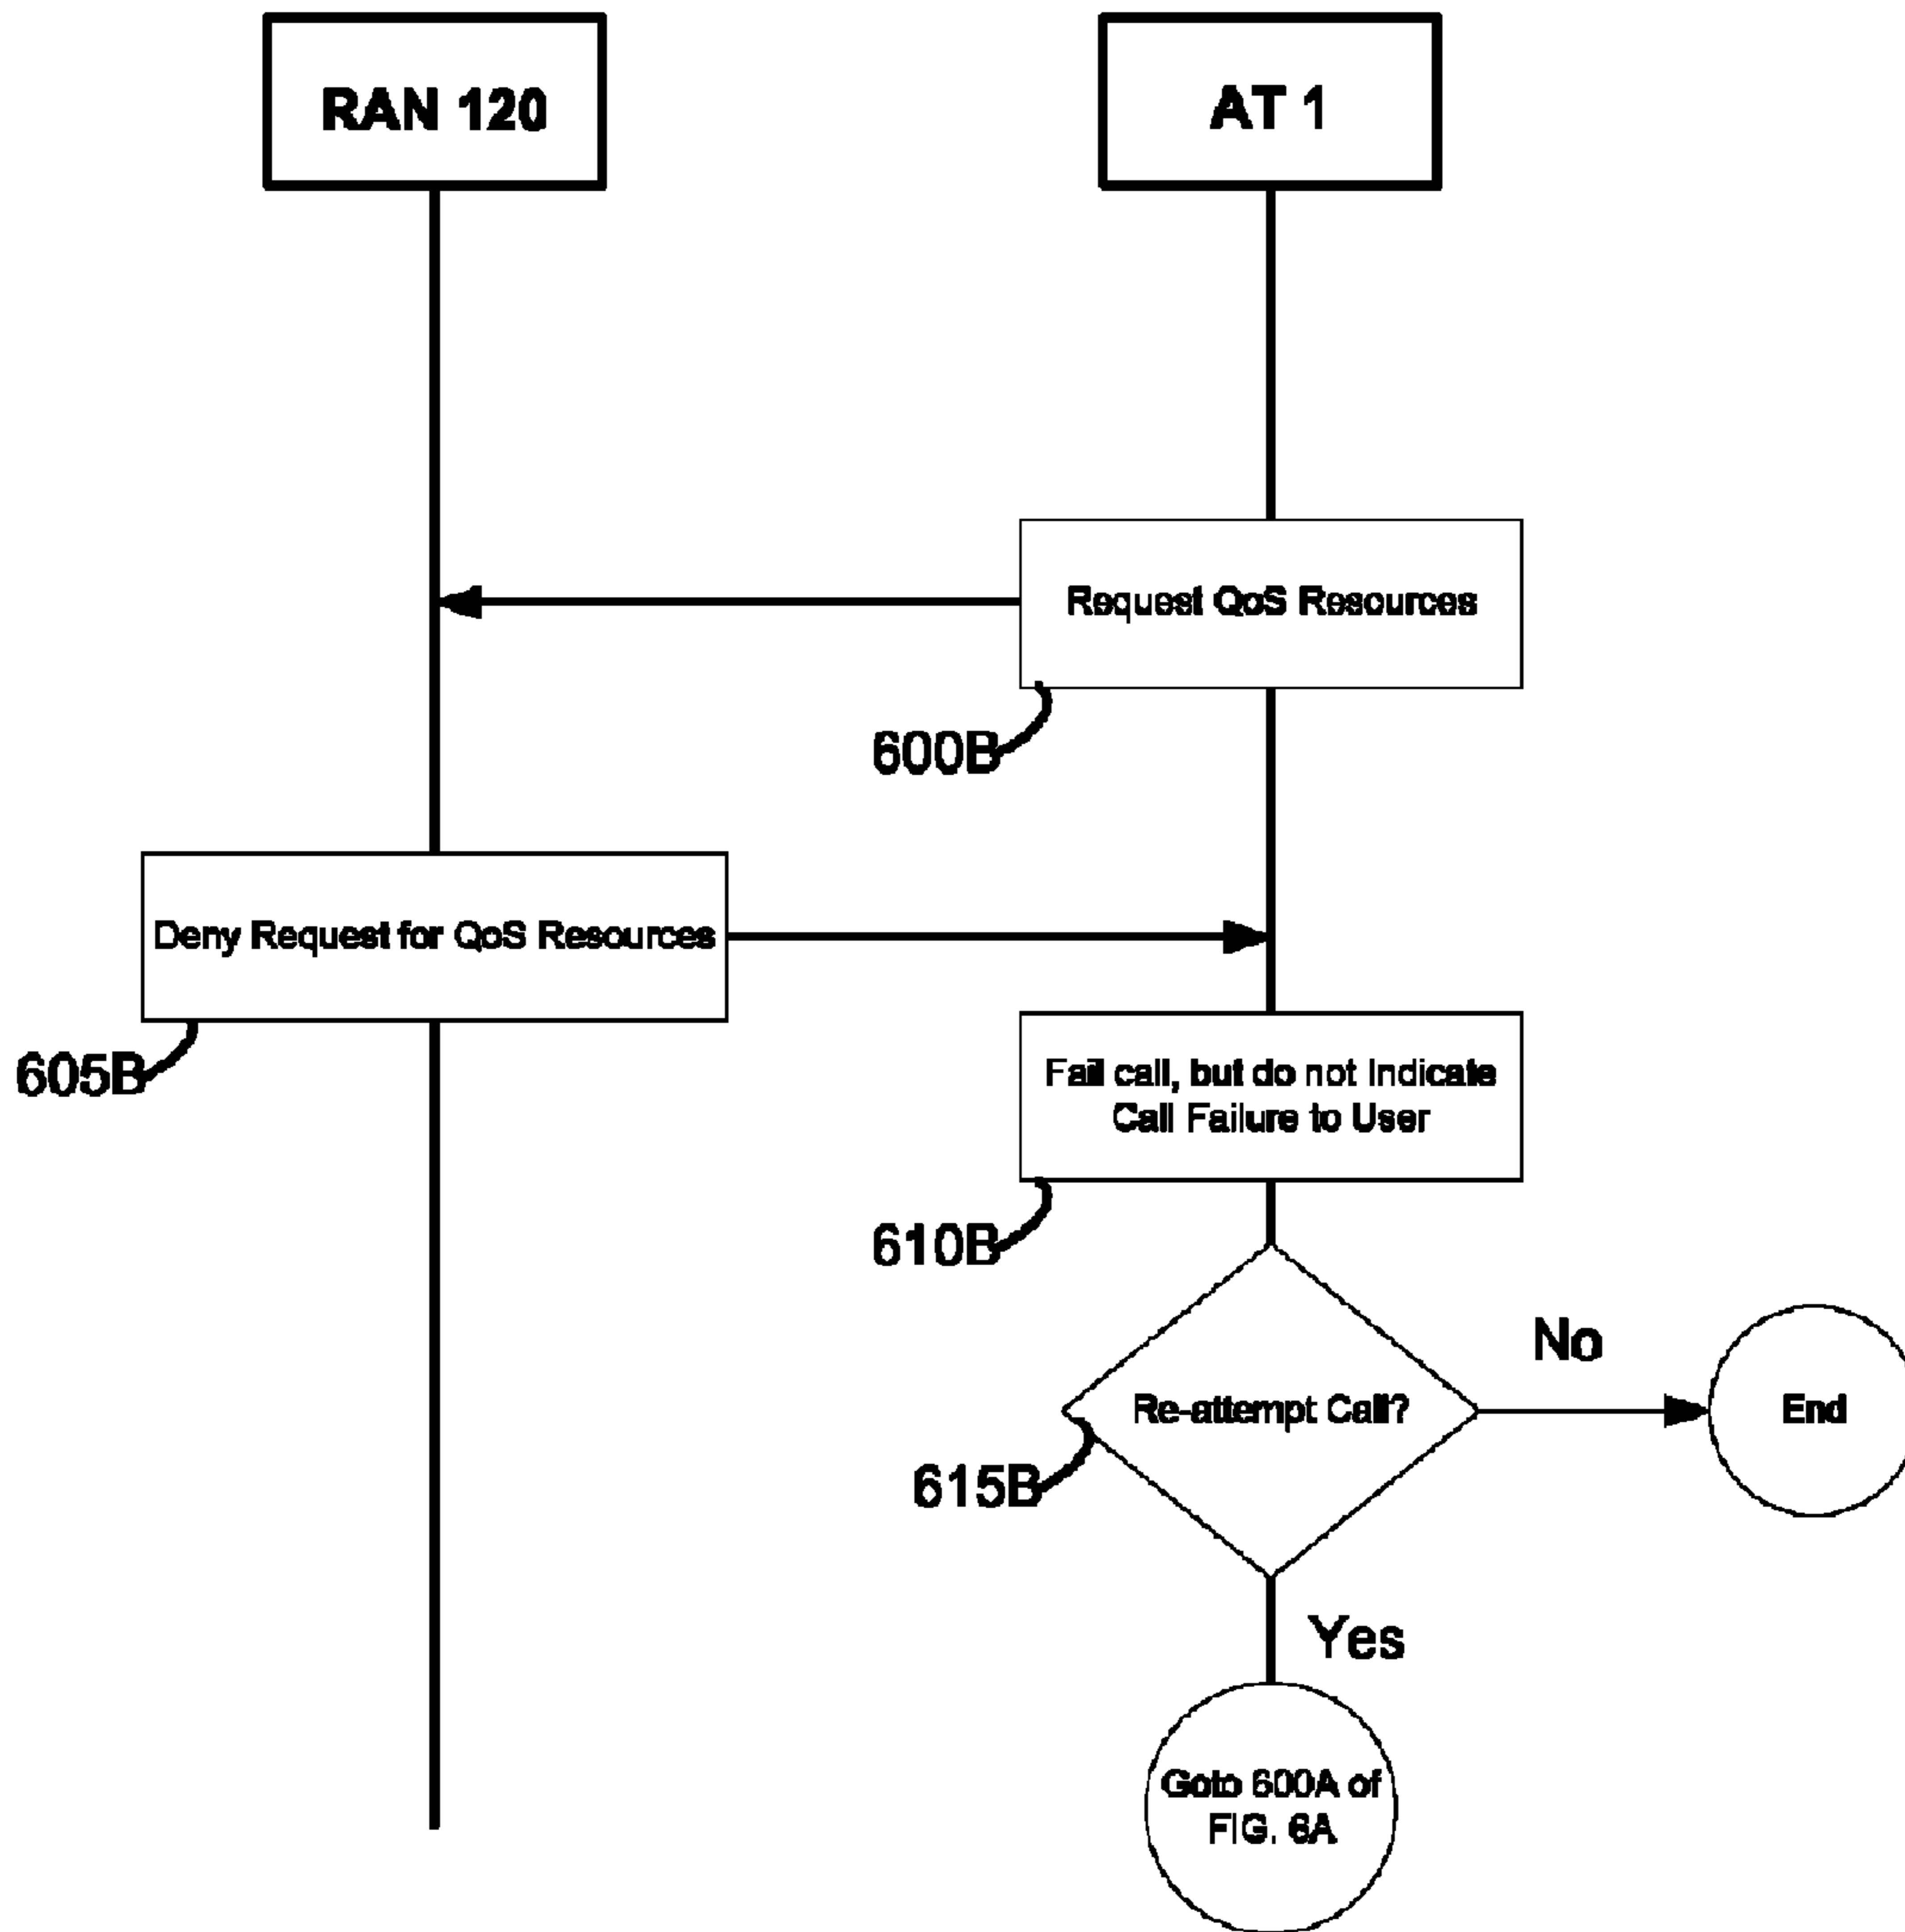 RAN 120
AT 1
Request QoS Resources
600B
Deny Request for QoS Resources
605B
Fail call, but do not Indicate
Call Failure to User
610B
Re-attempt Call?
No
End
615B
Yes
Goto 600A of
FIG. 6A